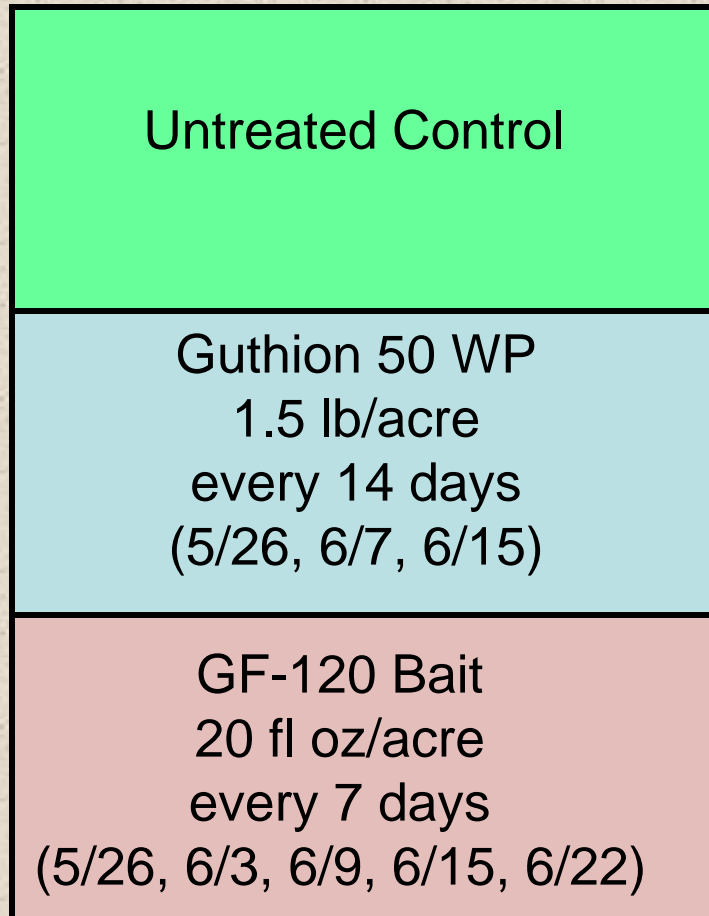 Untreated Control
Guthion 50 WP
1.5 lb/acre
every 14 days
(5/26, 6/7, 6/15)
GF-120 Bait
20 fl oz/acre
every 7 days
(5/26, 6/3, 6/9, 6/15, 6/22)